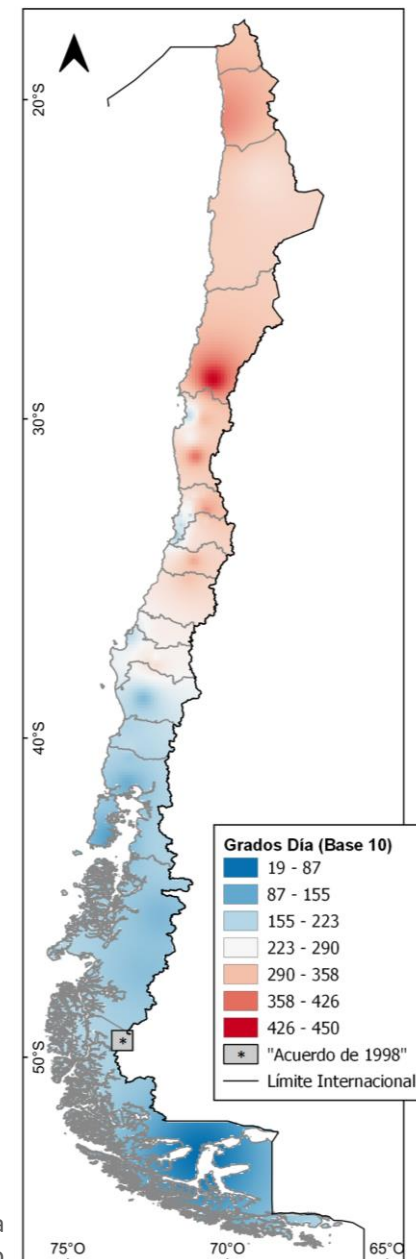 20°S
30°S
40°S
50°S
Grados Día (Base 10)
19 - 87
87 - 155
155 - 223
223 - 290
290 - 358
358 - 426
426 - 450
* "Acuerdo de 1998"
Límite Internacional
*
a
o
75°O
70°O
65°O